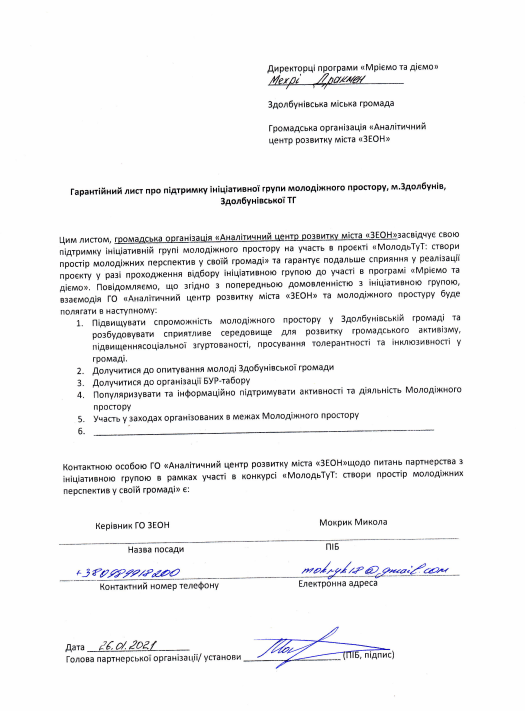 Директорці програми «Мріємо та діємо»
Мехрі Дракмен
Здолбунівська міська громада
Громадська організація «Аналітичний
центр розвитку міста «ЗЕОН»
Гарантійний лист про підтримку ініціативної групи молодіжного простору, м.Здолбунів,
Здолбунівської ТГ
Цим листом, громадська організація «Аналітичний центр розвитку міста «ЗЕОН»засвідчує свою
підтримку ініціативній групі молодіжного простору на участь в проєкті «МолодьТуТ: створи
простір молодіжних перспектив у своїй громаді» та гарантує подальше сприяння у реалізації
проєкту у разі проходження відбору ініціативною групою до участі в програмі «Мріємо та
діємо». Повідомляємо, що згідно з попередньою домовленністю з ініціативною групою,
взаємодія ГО «Аналітичний центр розвитку міста «ЗЕОН» та молодіжного простуру буде
полягати в наступному:
1. Підвищувати спроможність молодіжного простору у Здолбунівській громаді та
розбудовувати сприятливе середовище для розвитку громадського активізму,
підвищеннясоціальної згуртованості, просування толерантності та інклюзивності у
громаді.
2. Долучитися до опитування молоді Здобунівської громади
3. Долучитися до організації БУР-табору
4. Популяризувати та інформаційно підтримувати активності та діяльність Молодіжного
простору
5. Участь у заходах організованих в межах Молодіжного простору
6.
Контактною особою ГО «Аналітичний центр розвитку міста «ЗЕОН»щодо питань партнерства з
ініціативною групою в рамках участі в конкурсі «МолодьТуТ: створи простір молодіжних
перспектив у своїй громаді» є:
Керівник ГО ЗЕОН Мокрик Микола
Назва посади ПІБ
+380989918200 mokryk18@gmail.com
Контактний номер телефону Електронна адреса
Дата 26.01.2021
Голова партнерської організації/ установи (ПІБ, підпис)